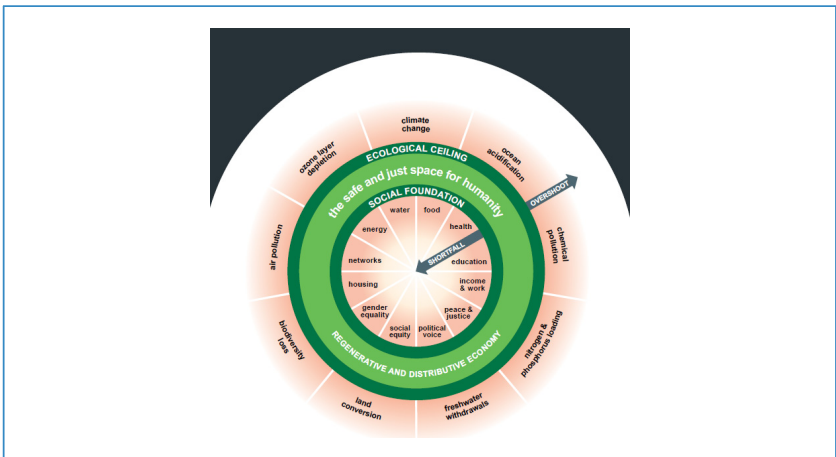 climate
change
ocean
acidification
chemical
pollution
nitrogen &
phosphorus loading
freshwater
withdrawals
land
conversion
biodiversity
loss
air pollution
ozone layer
depletion
ECOLOGICAL CEILING
the safe and just space for humanity
SOCIAL FOUNDATION
OVERSHOOT
SHORTFALL
water
food
health
education
income
& work
peace &
justice
political
voice
social
equity
gender
equality
housing
networks
energy
REGENERATIVE AND DISTRIBUTIVE ECONOMY